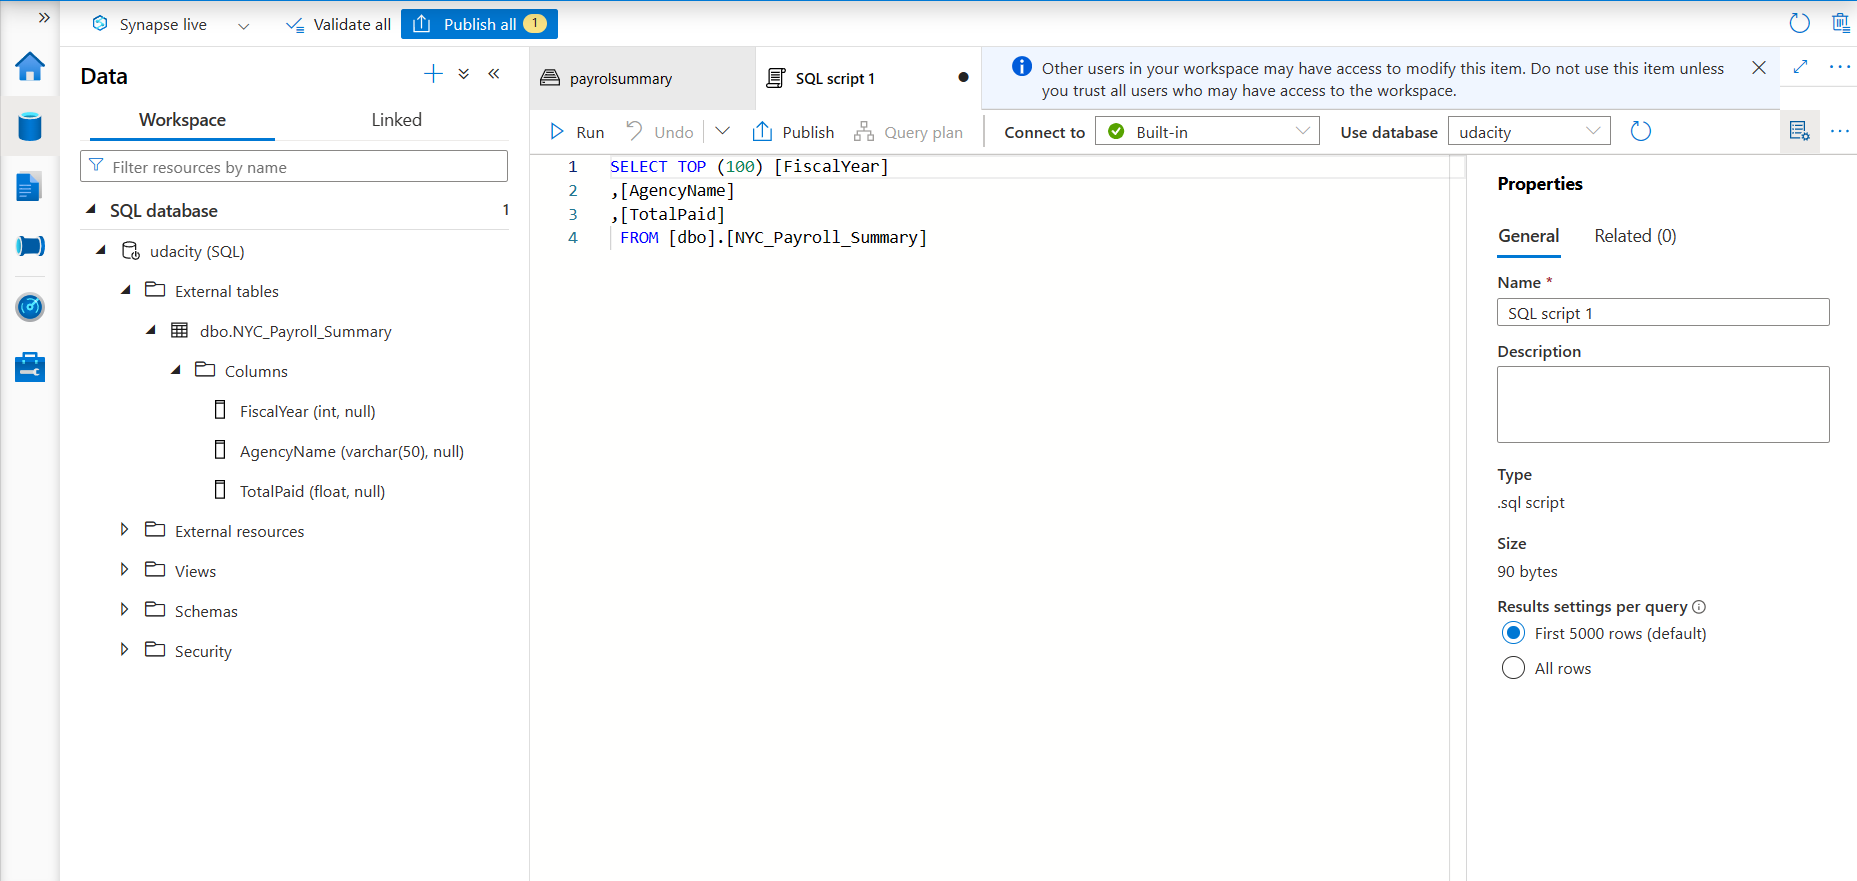 Synapse live
Validate all
Publish all 1
Data
Workspace
Linked
Filter resources by name
SQL database 1
udacity (SQL)
External tables
dbo.NYC_Payroll_Summary
Columns
FiscalYear (int, null)
AgencyName (varchar(50), null)
TotalPaid (float, null)
External resources
Views
Schemas
Security
payrolsummary
SQL script 1
Other users in your workspace may have access to modify this item. Do not use this item unless
you trust all users who may have access to the workspace.
Run
Undo
Publish
Query plan
Connect to
Built-in
Use database
udacity
1 SELECT TOP (100) [FiscalYear]
2 ,[AgencyName]
3 ,[TotalPaid]
4 FROM [dbo].[NYC_Payroll_Summary]
Properties
General
Related (0)
Name *
SQL script 1
Description
Type
.sql script
Size
90 bytes
Results settings per query
First 5000 rows (default)
All rows